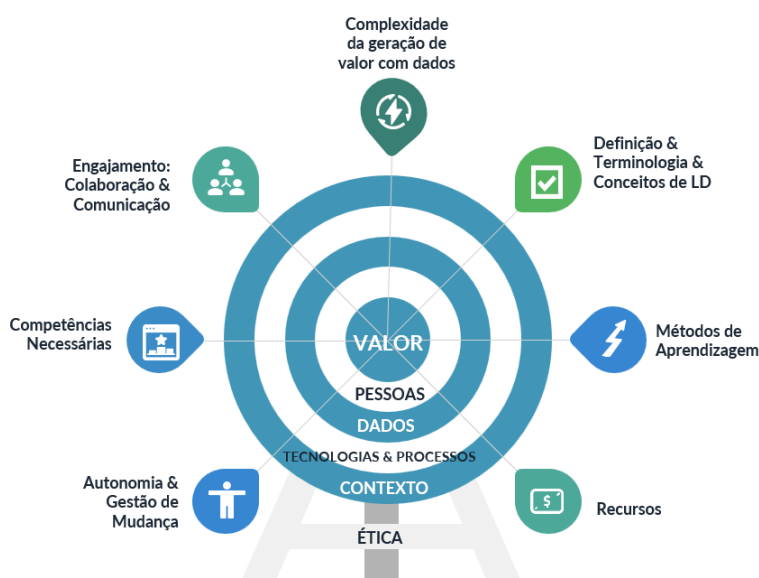 Complexidade
da geração de
valor com dados
Engajamento:
Colaboração &
Comunicação
Definição &
Terminologia &
Conceitos de LD
Competências
Necessárias
Métodos de
Aprendizagem
VALOR
PESSOAS
DADOS
TECNOLOGIAS & PROCESSOS
CONTEXTO
ÉTICA
Autonomia &
Gestão de
Mudança
$
Recursos